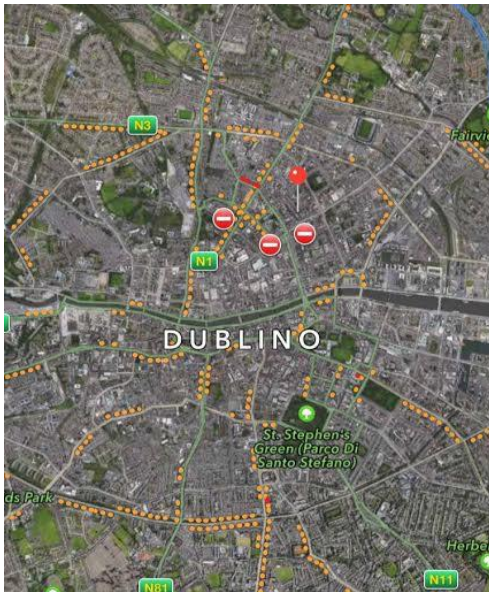 N3
Fairvie
N1
DUBLINO
St. Stephen's
Green (Parco Di
Santo Stefano)
ds Park
Herbe
N81
N11